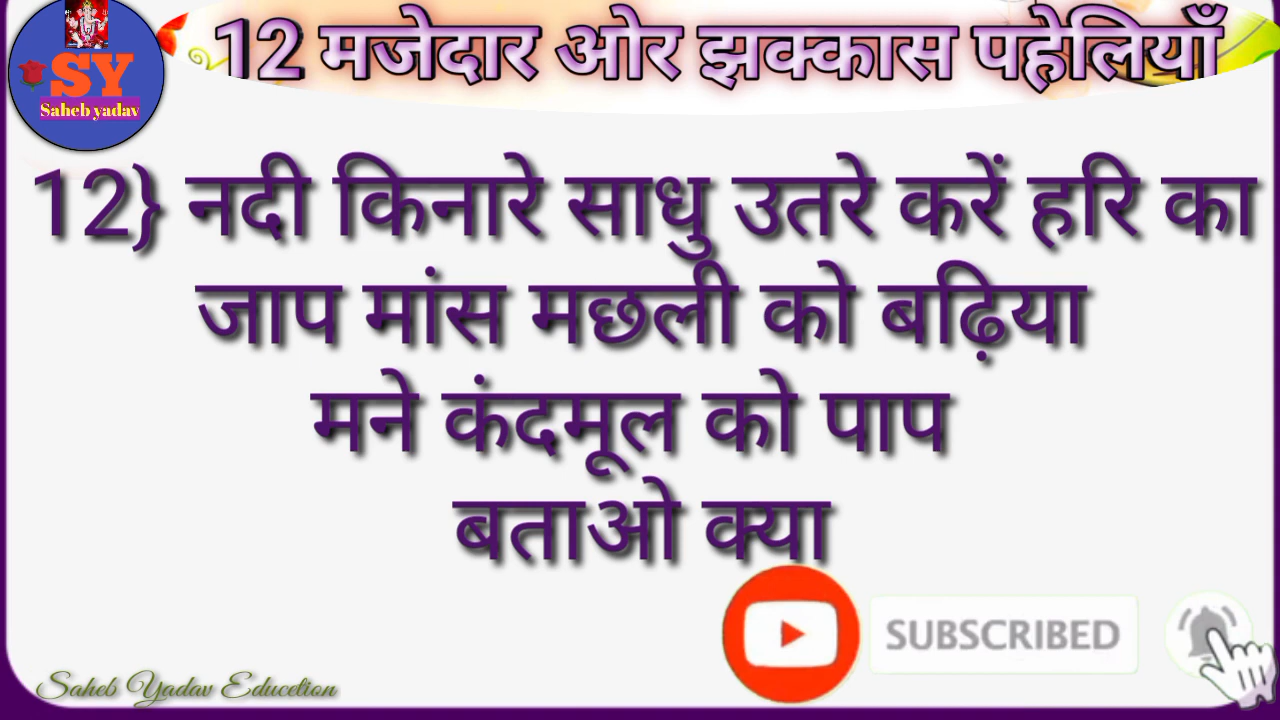 12 मजेदार ओर झक्कास पहेलियाँ
SY
Saheb yadav
12} नदी किनारे साधु उतरे करें हरि का
जाप मांस मछली को बढ़िया
मने कंदमूल को पाप
बताओ क्या
SUBSCRIBED
Saheb Yadav Educetion